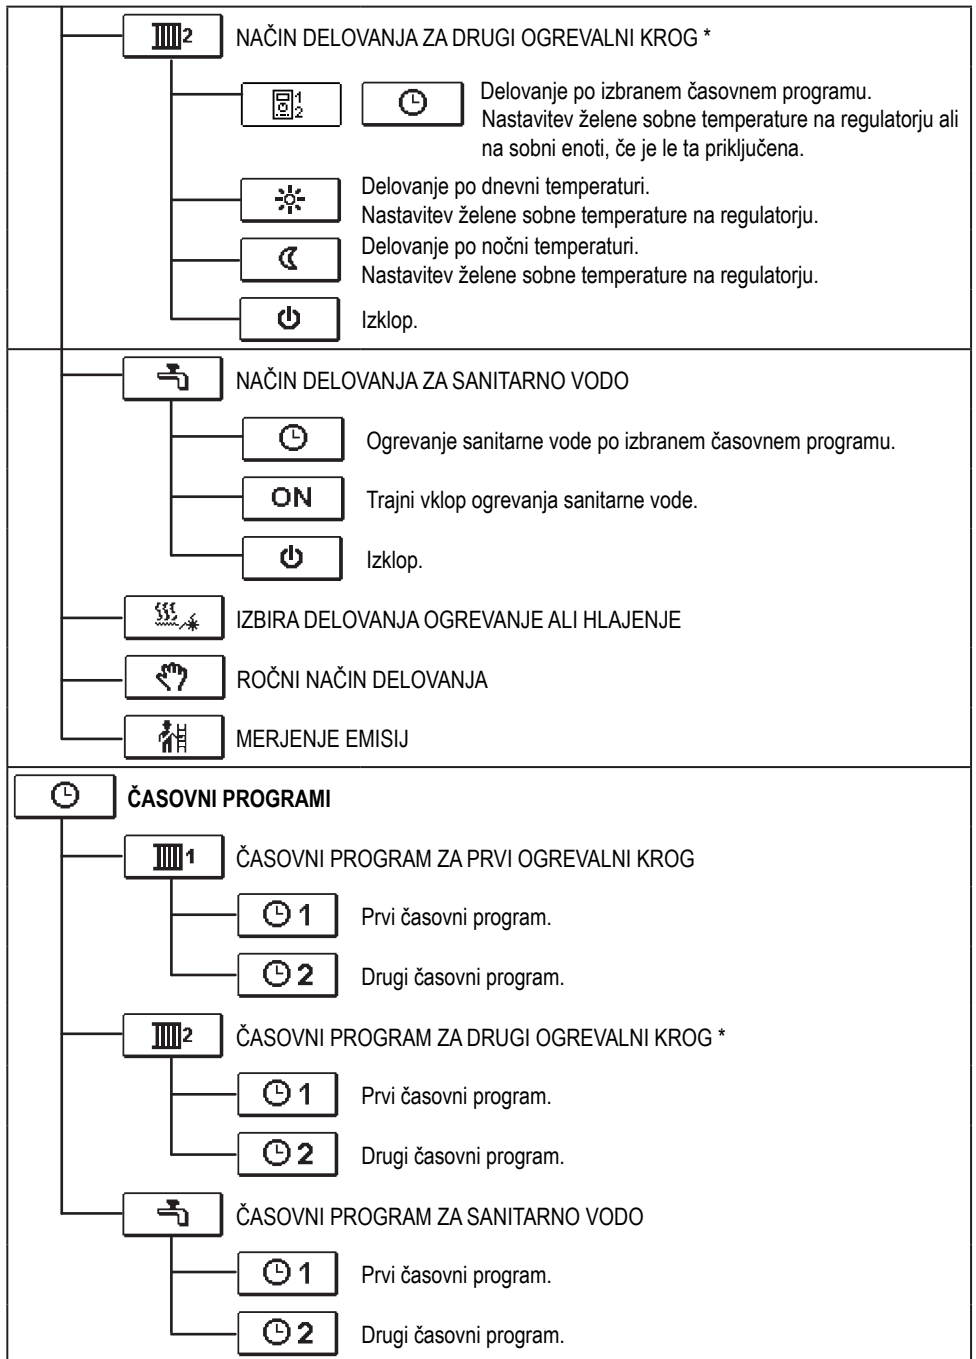 2 NAČIN DELOVANJA ZA DRUGI OGREVALNI KROG *
1
2
Delovanje po izbranem časovnem programu.
Nastavitev želene sobne temperature na regulatorju ali
na sobni enoti, če je le ta priključena.
Delovanje po dnevni temperaturi.
Nastavitev želene sobne temperature na regulatorju.
Delovanje po nočni temperaturi.
Nastavitev želene sobne temperature na regulatorju.
Izklop.
NAČIN DELOVANJA ZA SANITARNO VODO
Ogrevanje sanitarne vode po izbranem časovnem programu.
ON Trajni vklop ogrevanja sanitarne vode.
Izklop.
IZBIRA DELOVANJA OGREVANJE ALI HLAJENJE
ROČNI NAČIN DELOVANJA
MERJENJE EMISIJ
ČASOVNI PROGRAMI
1 ČASOVNI PROGRAM ZA PRVI OGREVALNI KROG
1 Prvi časovni program.
2 Drugi časovni program.
2 ČASOVNI PROGRAM ZA DRUGI OGREVALNI KROG *
1 Prvi časovni program.
2 Drugi časovni program.
ČASOVNI PROGRAM ZA SANITARNO VODO
1 Prvi časovni program.
2 Drugi časovni program.